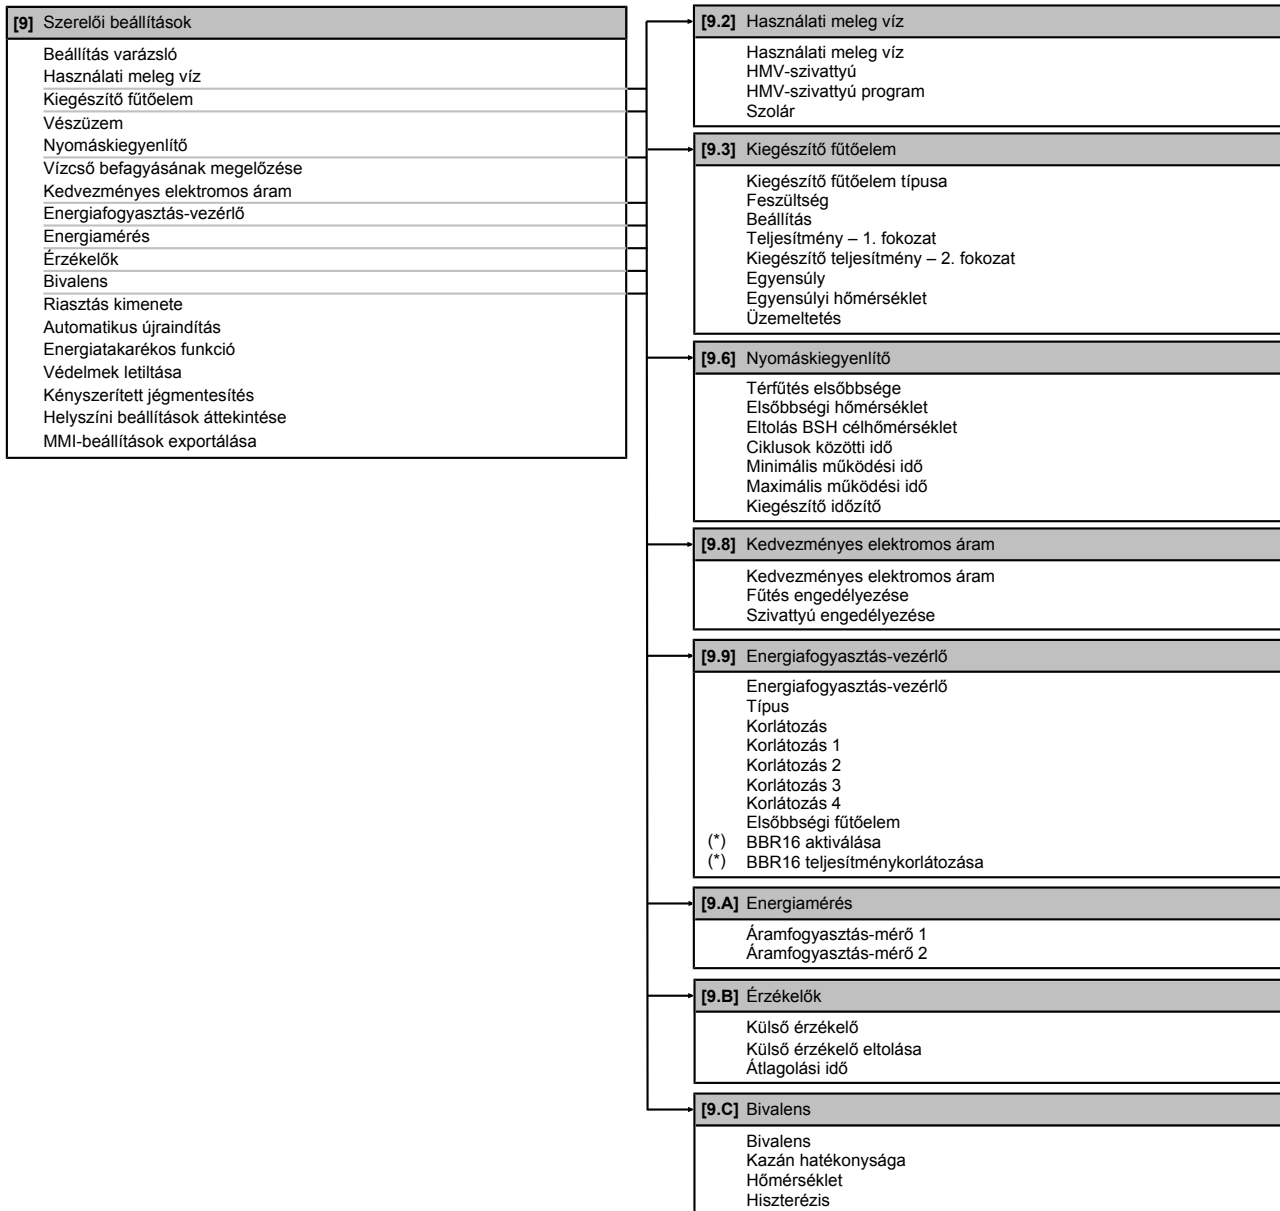 [9] Szerelői beállítások
Beállítás varázsló
Használati meleg víz
Kiegészítő fűtőelem
Vészüzem
Nyomáskiegyenlítő
Vízcső befagyásának megelőzése
Kedvezményes elektromos áram
Energiafogyasztás-vezérlő
Energiamérés
Érzékelők
Bivalens
Riasztás kimenete
Automatikus újraindítás
Energiatakarékos funkció
Védelmek letiltása
Kényszerített jégmentesítés
Helyszíni beállítások áttekintése
MMI-beállítások exportálása
[9.2] Használati meleg víz
Használati meleg víz
HMV-szivattyú
HMV-szivattyú program
Szolár
[9.3] Kiegészítő fűtőelem
Kiegészítő fűtőelem típusa
Feszültség
Beállítás
Teljesítmény – 1. fokozat
Kiegészítő teljesítmény – 2. fokozat
Egyensúly
Egyensúlyi hőmérséklet
Üzemeltetés
[9.6] Nyomáskiegyenlítő
Térfűtés elsőbbsége
Elsőbbségi hőmérséklet
Eltolás BSH célhőmérséklet
Ciklusok közötti idő
Minimális működési idő
Maximális működési idő
Kiegészítő időzítő
[9.8] Kedvezményes elektromos áram
Kedvezményes elektromos áram
Fűtés engedélyezése
Szivattyú engedélyezése
[9.9] Energiafogyasztás-vezérlő
Energiafogyasztás-vezérlő
Típus
Korlátozás
Korlátozás 1
Korlátozás 2
Korlátozás 3
Korlátozás 4
Elsőbbségi fűtőelem
(*) BBR16 aktiválása
(*) BBR16 teljesítménykorlátozása
[9.A] Energiamérés
Áramfogyasztás-mérő 1
Áramfogyasztás-mérő 2
[9.B] Érzékelők
Külső érzékelő
Külső érzékelő eltolása
Átlagolási idő
[9.C] Bivalens
Bivalens
Kazán hatékonysága
Hőmérséklet
Hiszterézis